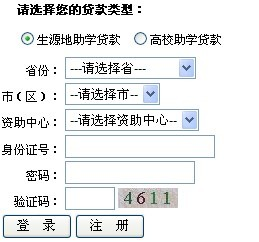 请选择您的贷款类型：
生源地助学贷款 高校助学贷款
省份： ---请选择省---
市（区）： --请选择市--
资助中心： --请选择资助中心--
身份证号：
密码：
验证码： 4611
登 录 注 册